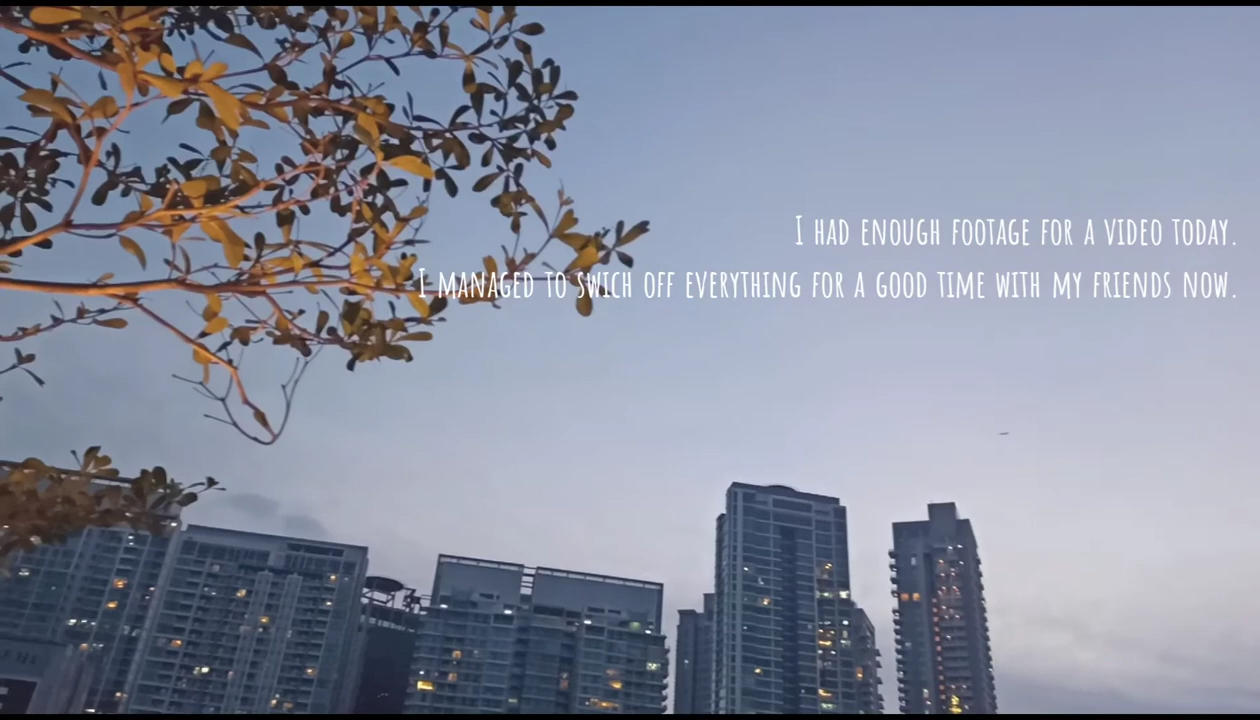 I HAD ENOUGH FOOTAGE FOR A VIDEO TODAY.
I MANAGED TO SWICH OFF EVERYTHING FOR A GOOD TIME WITH MY FRIENDS NOW.